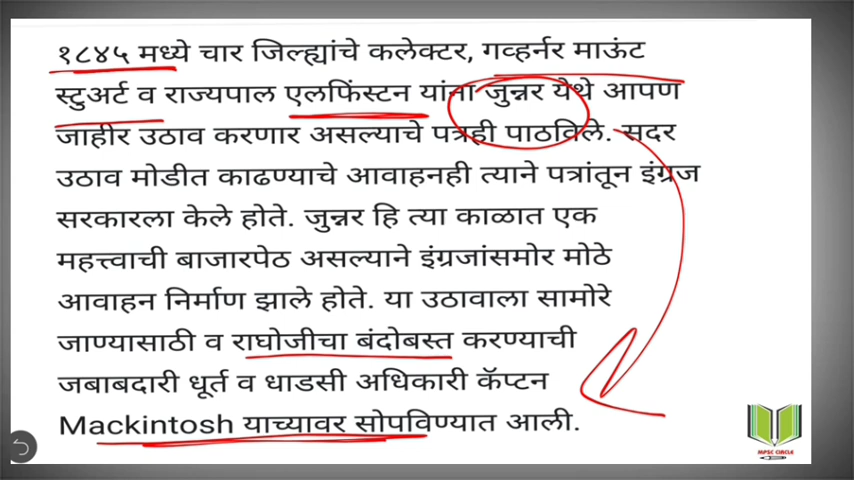 १८४५ मध्ये चार जिल्ह्यांचे कलेक्टर, गव्हर्नर माऊंट
स्टुअर्ट व राज्यपाल एलफिंस्टन यांना जुन्नर येथे आपण
जाहीर उठाव करणार असल्याचे पत्रही पाठविले. सदर
उठाव मोडीत काढण्याचे आवाहनही त्याने पत्रांतून इंग्रज
सरकारला केले होते. जुन्नर हि त्या काळात एक
महत्त्वाची बाजारपेठ असल्याने इंग्रजांसमोर मोठे
आवाहन निर्माण झाले होते. या उठावाला सामोरे
जाण्यासाठी व राघोजीचा बंदोबस्त करण्याची
जबाबदारी धूर्त व धाडसी अधिकारी कॅप्टन
Mackintosh याच्यावर सोपविण्यात आली.
MPSC CIRCLE